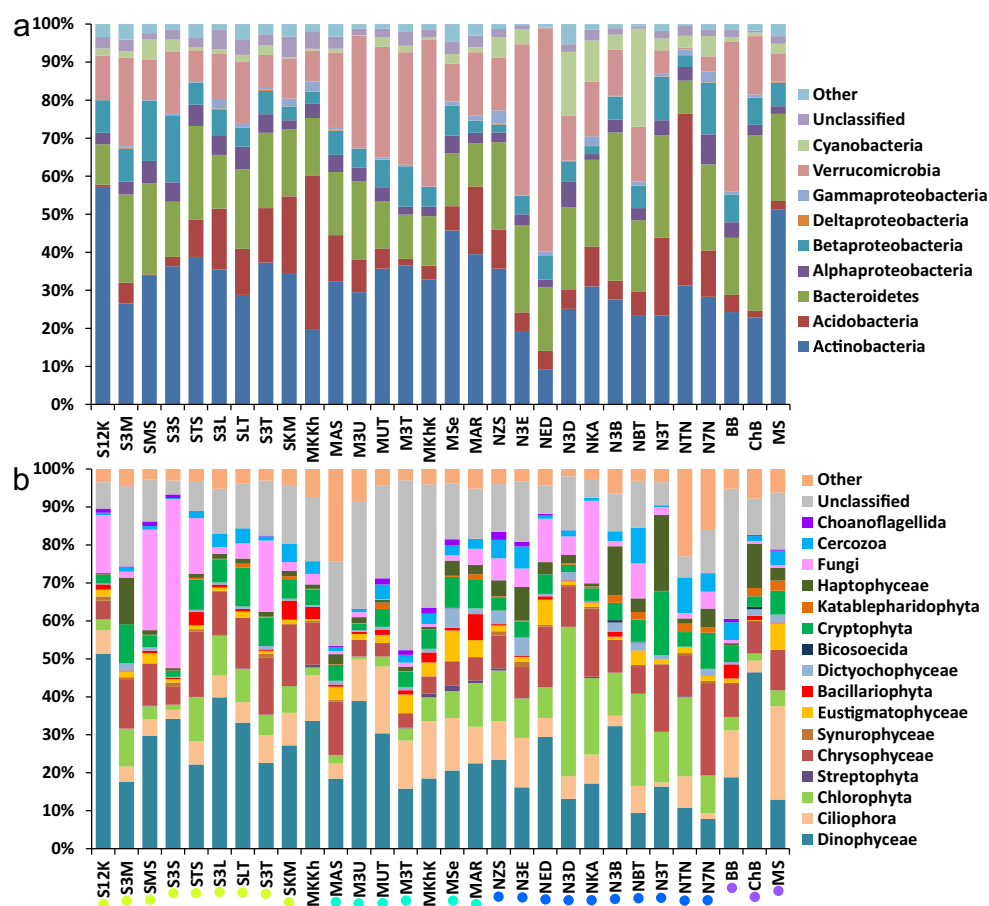 a
100%
90%
80%
70%
60%
50%
40%
30%
20%
10%
0%
Other
Unclassified
Cyanobacteria
Verrucomicrobia
Gammaproteobacteria
Deltaproteobacteria
Betaproteobacteria
Alphaproteobacteria
Bacteroidetes
Acidobacteria
Actinobacteria
S12K S3M SMS S3S STS S3L SLT S3T SKM MKKh MAS M3U MUT M3T MKhK MSe MAR NZS N3E NED N3D NKA N3B NBT N3T NTN N7N BB ChB MS
b
100%
90%
80%
70%
60%
50%
40%
30%
20%
10%
0%
Other
Unclassified
Choanoflagellida
Cercozoa
Fungi
Haptophyceae
Katablepharidophyta
Cryptophyta
Bicosoecida
Dictyochophyceae
Bacillariophyta
Eustigmatophyceae
Synurophyceae
Chrysophyceae
Streptophyta
Chlorophyta
Ciliophora
Dinophyceae
S12K S3M SMS S3S STS S3L SLT S3T SKM MKKh MAS M3U MUT M3T MKhK MSe MAR NZS N3E NED N3D NKA N3B NBT N3T NTN N7N BB ChB MS